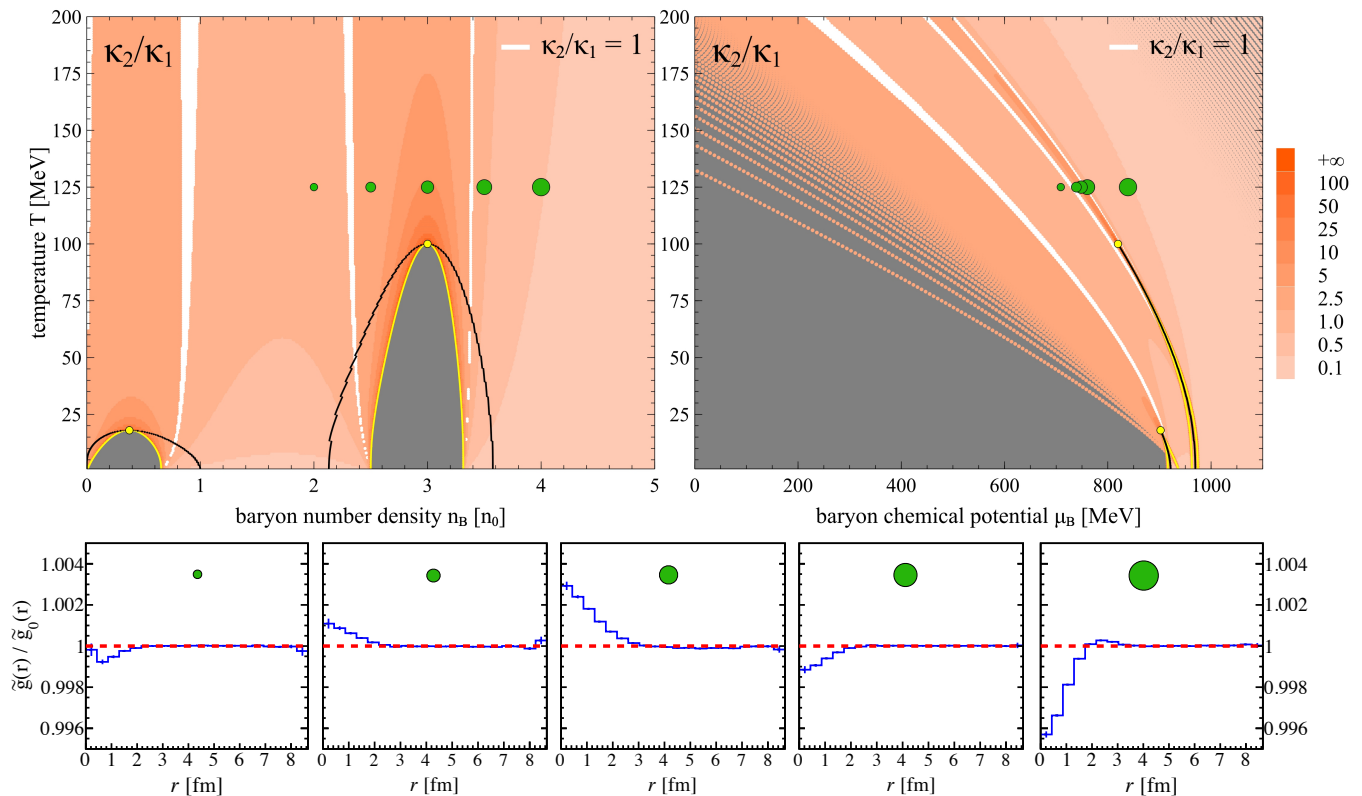 κ₂/κ₁
κ₂/κ₁ = 1
200
175
150
125
100
75
50
25
0
1
2
3
4
5
temperature T [MeV]
baryon number density n_B [n_0]
κ₂/κ₁
κ₂/κ₁ = 1
0
200
400
600
800
1000
baryon chemical potential μ_B [MeV]
+∞
100
50
25
10
5
2.5
1.0
0.5
0.1
g̃(r) / g̃₀(r)
1.004
1.002
1
0.998
0.996
0 1 2 3 4 5 6 7 8
r [fm]
0 1 2 3 4 5 6 7 8
r [fm]
0 1 2 3 4 5 6 7 8
r [fm]
0 1 2 3 4 5 6 7 8
r [fm]
0 1 2 3 4 5 6 7 8
r [fm]
1.004
1.002
1
0.998
0.996